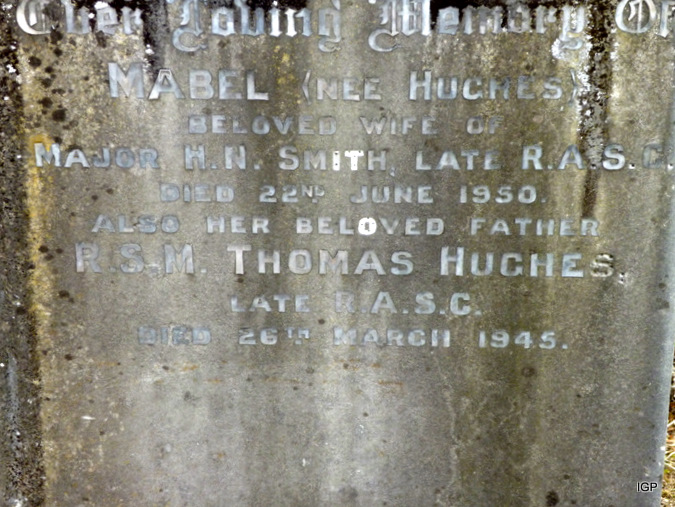 Ever Loving Memory Of
MABEL (NEE HUGHES)
BELOVED WIFE OF
MAJOR H.N. SMITH, LATE R.A.S.C.
DIED 22ND JUNE 1950.
ALSO HER BELOVED FATHER
R.S.M. THOMAS HUGHES,
LATE R.A.S.C.
DIED 26TH MARCH 1945.
IGP